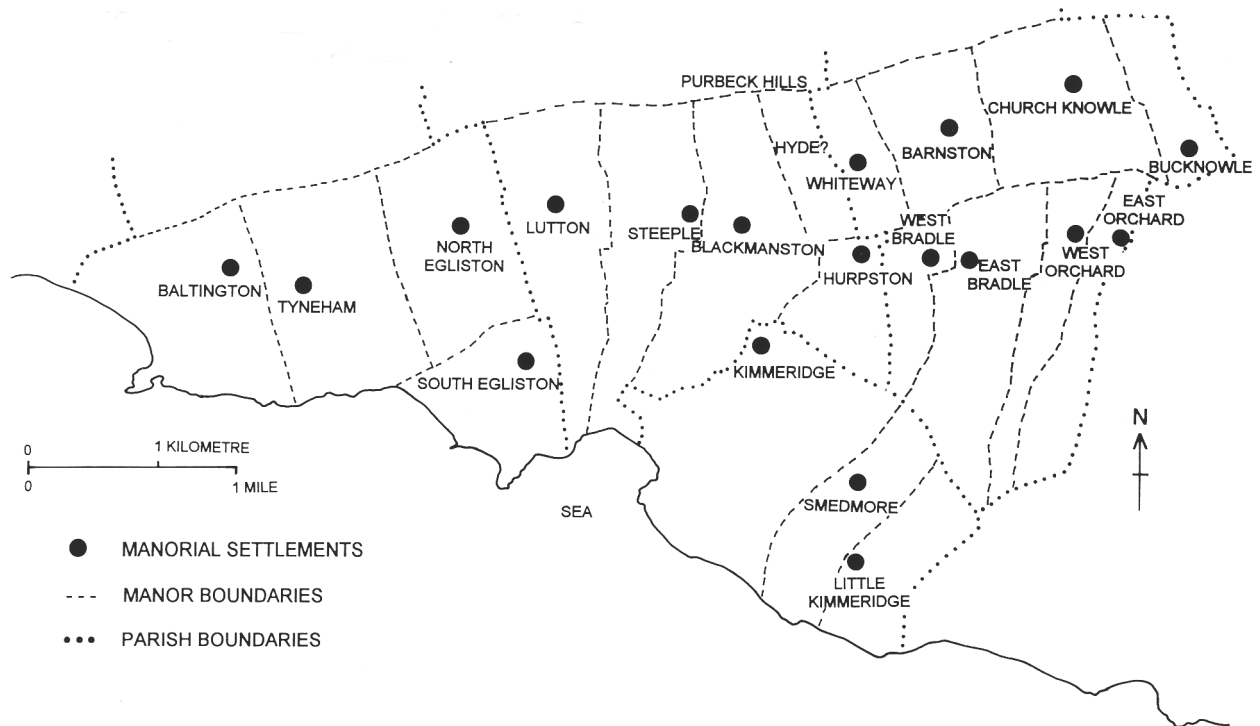 PURBECK HILLS
CHURCH KNOWLE
HYDE?
BARNSTON
BUCKNOWLE
WHITEWAY
EAST
ORCHARD
LUTTON
STEEPLE
BLACKMANSTON
WEST
BRADLE
NORTH
EGLISTON
WEST
ORCHARD
HURPSTON
EAST
BRADLE
BALTINGTON
TYNEHAM
KIMMERIDGE
SOUTH EGLISTON
N
0 1 KILOMETRE
0 1 MILE
SMEDMORE
SEA
LITTLE
KIMMERIDGE
MANORIAL SETTLEMENTS
MANOR BOUNDARIES
PARISH BOUNDARIES